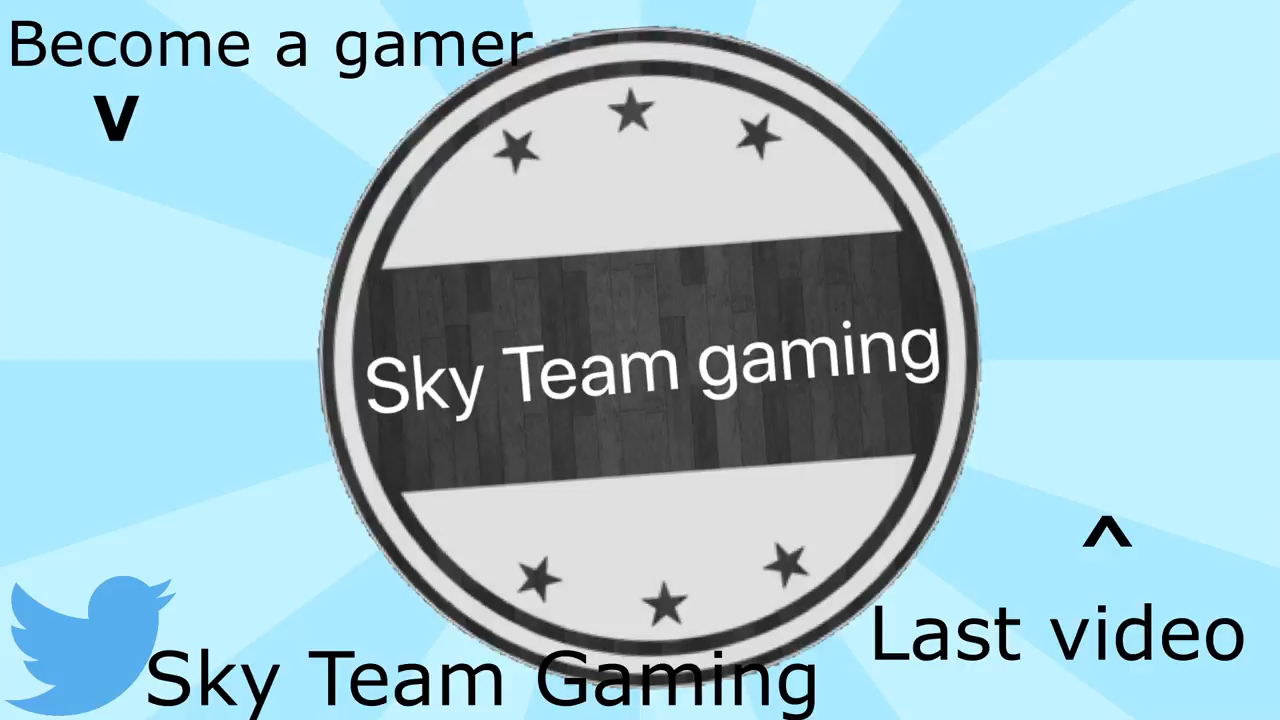 Become a gamer
v
Sky Team gaming
^
Last video
Sky Team Gaming